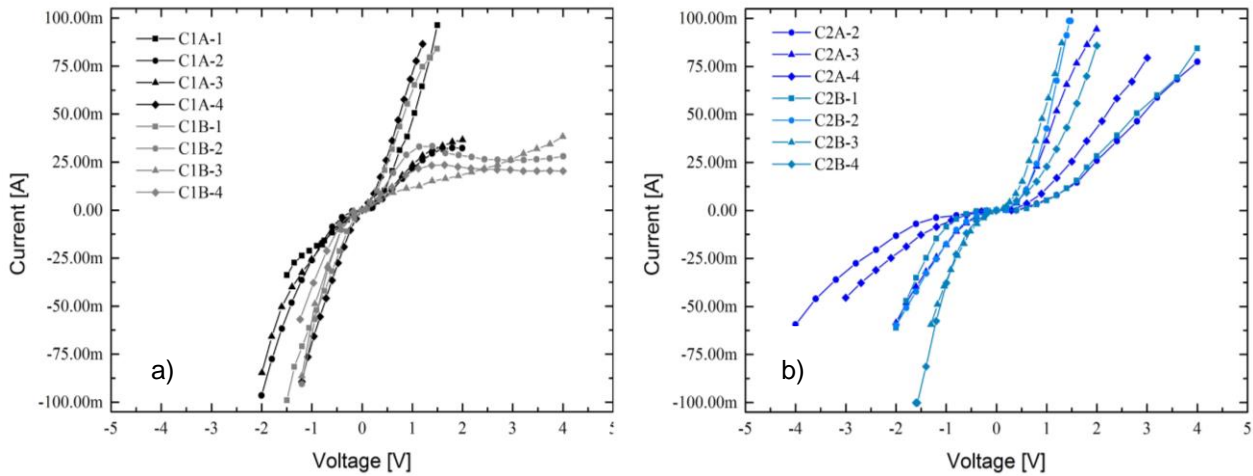 100.00m
75.00m
50.00m
25.00m
0.00
-25.00m
-50.00m
-75.00m
-100.00m
Current [A]
C1A-1
C1A-2
C1A-3
C1A-4
C1B-1
C1B-2
C1B-3
C1B-4
a)
-5 -4 -3 -2 -1 0 1 2 3 4 5
Voltage [V]
100.00m
75.00m
50.00m
25.00m
0.00
-25.00m
-50.00m
-75.00m
-100.00m
Current [A]
C2A-2
C2A-3
C2A-4
C2B-1
C2B-2
C2B-3
C2B-4
b)
-5 -4 -3 -2 -1 0 1 2 3 4 5
Voltage [V]